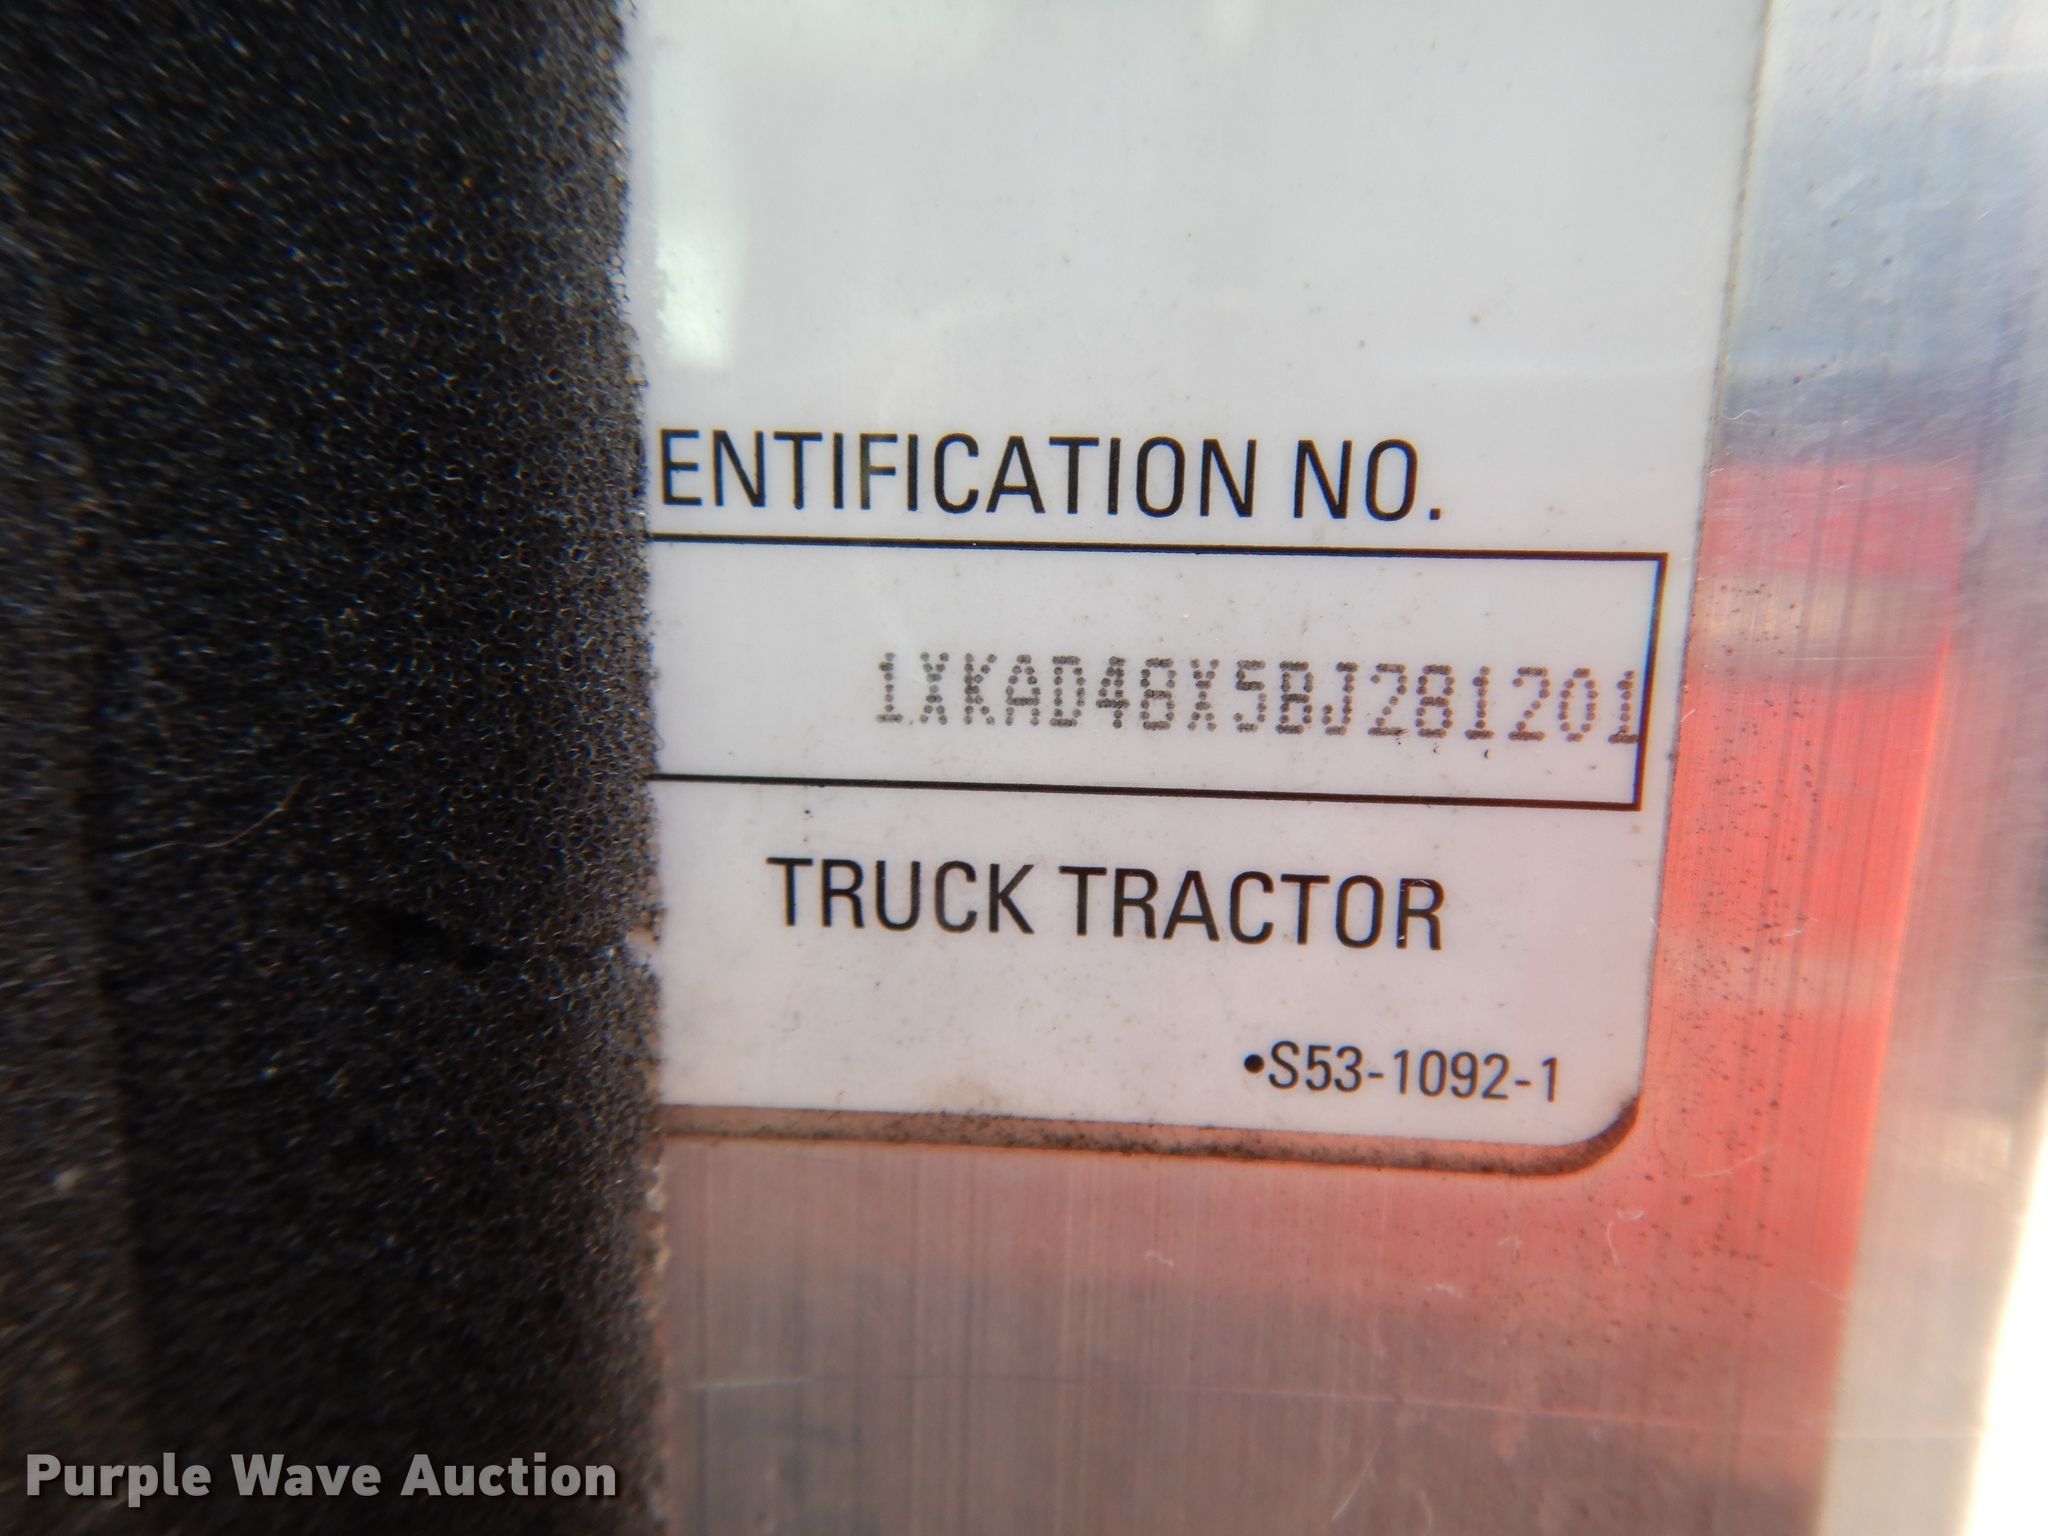 ENTIFICATION NO.
1XKAD48X5BJ281201
TRUCK TRACTOR
•S53-1092-1
Purple Wave Auction